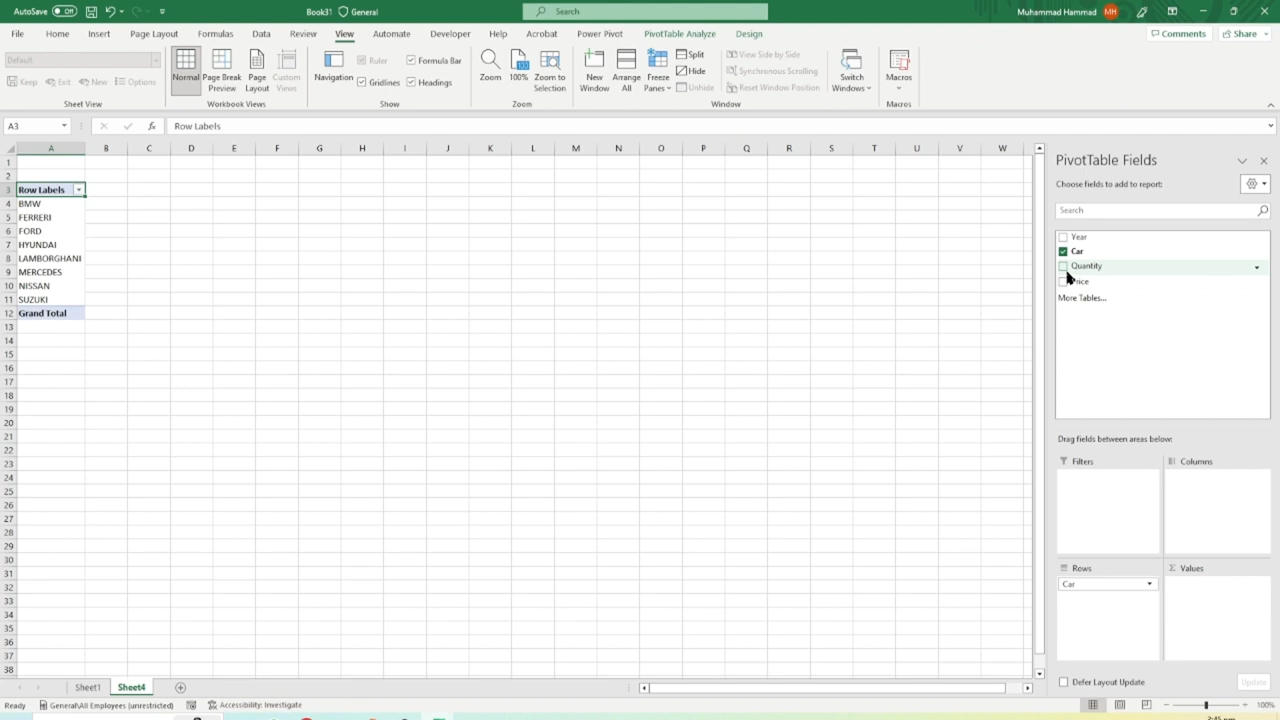 AutoSave Off Book31 General Search Muhammad Hammad MH
File Home Insert Page Layout Formulas Data Review View Automate Developer Help Acrobat Power Pivot PivotTable Analyze Design Comments Share
Default
Keep Exit New Options
Sheet View
Normal Page Break Preview Page Layout Custom Views
Workbook Views
Navigation Ruler Formula Bar
Gridlines Headings
Show
Zoom 100% Zoom to Selection
Zoom
New Window Arrange All Freeze Panes
Split
Hide
Unhide
View Side by Side
Synchronous Scrolling
Reset Window Position
Switch Windows
Window
Macros
Macros
A3 fx Row Labels
A B C D E F G H I J K L M N O P Q R S T U V W
1
2
3 Row Labels
4 BMW
5 FERRERI
6 FORD
7 HYUNDAI
8 LAMBORGHANI
9 MERCEDES
10 NISSAN
11 SUZUKI
12 Grand Total
13
14
15
16
17
18
19
20
21
22
23
24
25
26
27
28
29
30
31
32
33
34
35
36
37
38
PivotTable Fields
Choose fields to add to report:
Search
Year
Car
Quantity
Price
More Tables...
Drag fields between areas below:
Filters Columns
Rows Σ Values
Car
Defer Layout Update Update
Sheet1 Sheet4
Ready General\All Employees (unrestricted) Accessibility: Investigate 100%